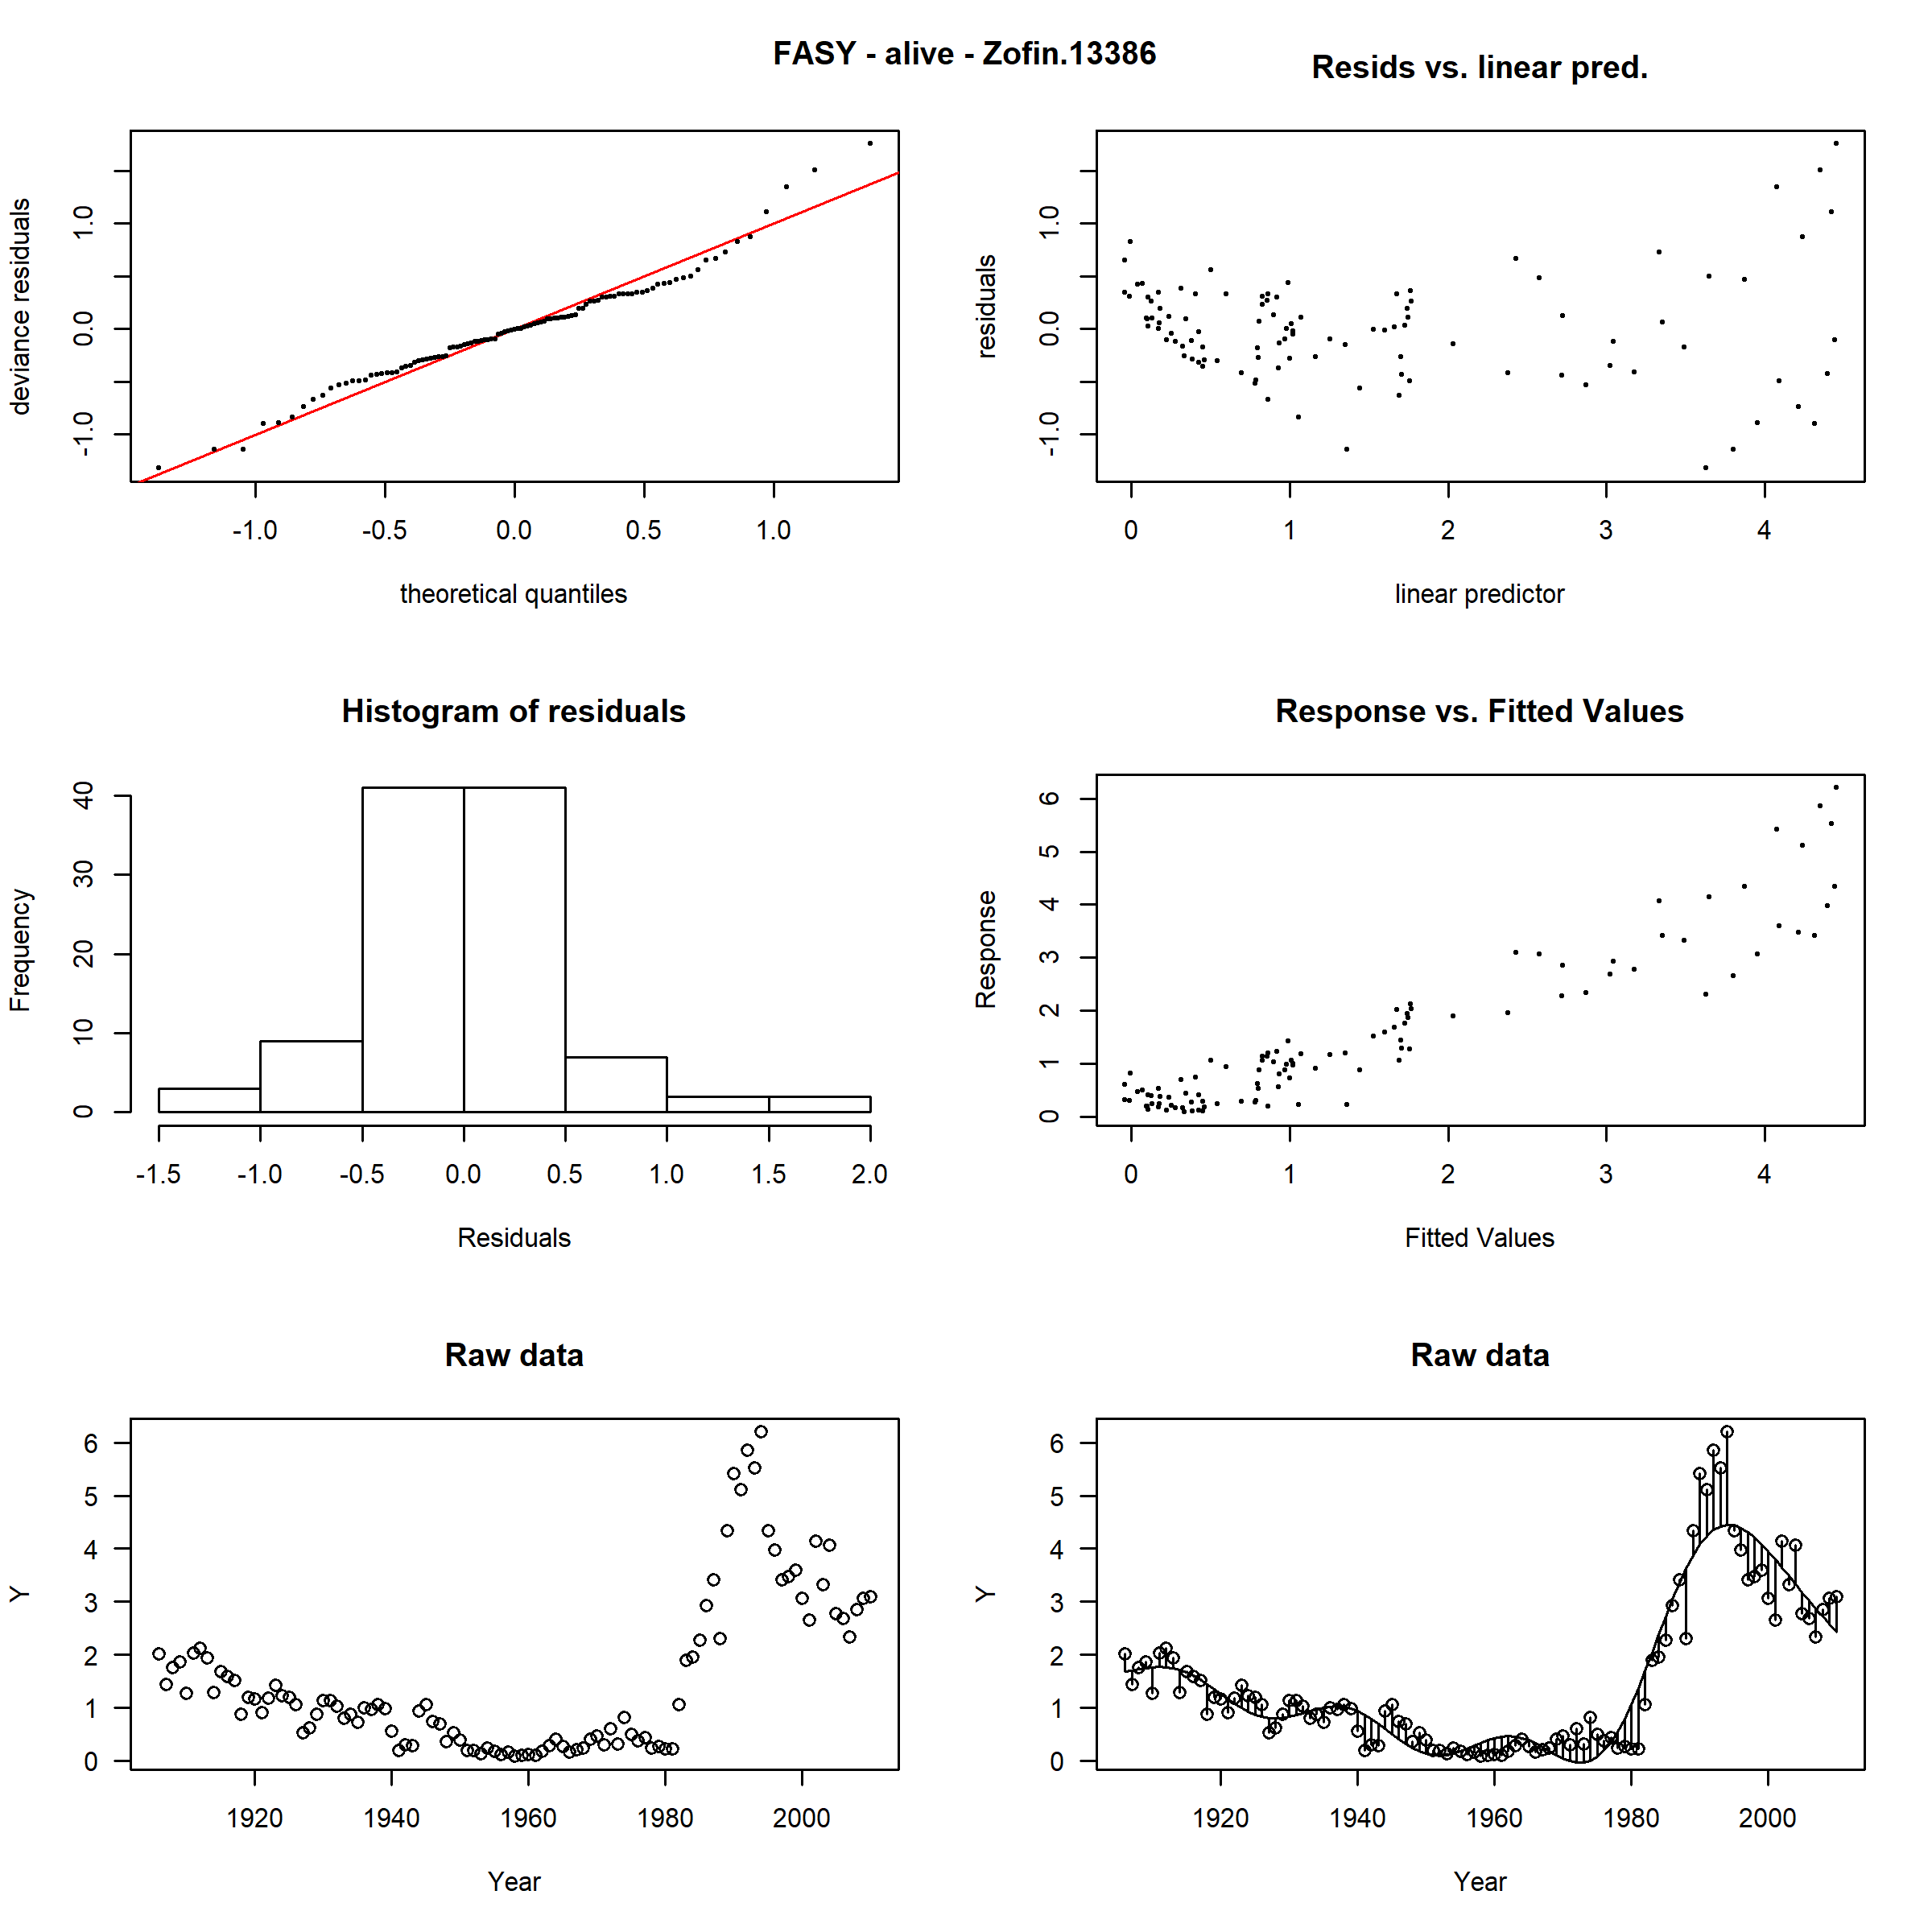 FASY - alive - Zofin.13386
Resids vs. linear pred.
deviance residuals
-1.0 0.0 1.0
-1.0 -0.5 0.0 0.5 1.0
theoretical quantiles
residuals
-1.0 0.0 1.0
0 1 2 3 4
linear predictor
Histogram of residuals
Frequency
0 10 20 30 40
-1.5 -1.0 -0.5 0.0 0.5 1.0 1.5 2.0
Residuals
Response vs. Fitted Values
Response
0 1 2 3 4 5 6
0 1 2 3 4
Fitted Values
Raw data
Y
0 1 2 3 4 5 6
1920 1940 1960 1980 2000
Year
Raw data
Y
0 1 2 3 4 5 6
1920 1940 1960 1980 2000
Year